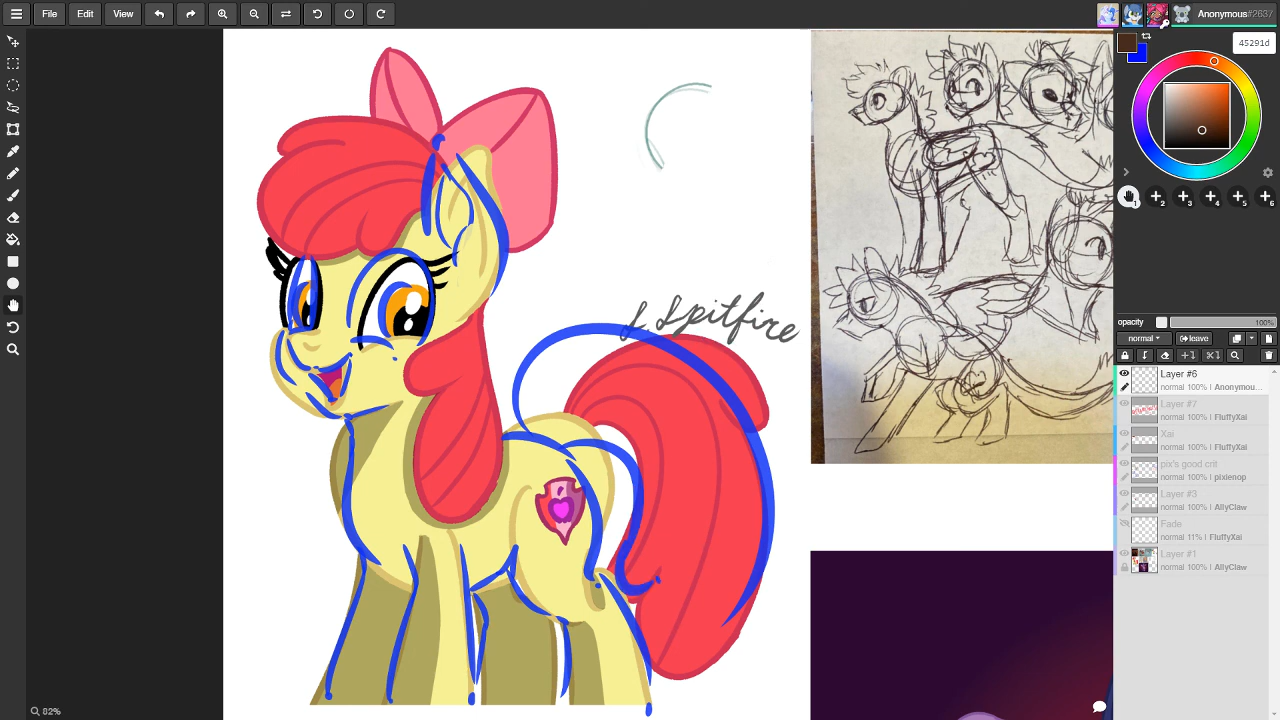 File Edit View
Anonymous#2637
45291d
J Spitfire
opacity 100%
normal leave
Layer #6
normal 100% | Anonymou...
Layer #7
normal 100% | FluffyXai
Xai
normal 100% | FluffyXai
pix's good crit
normal 100% | pixienop
Layer #3
normal 100% | AllyClaw
Fade
normal 11% | FluffyXai
Layer #1
normal 100% | AllyClaw
82%